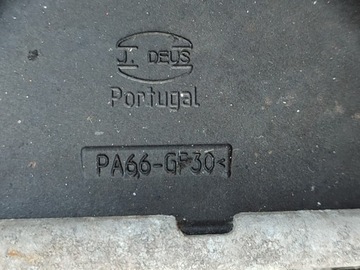 J. DEUS
Portugal
PA66-GF30<